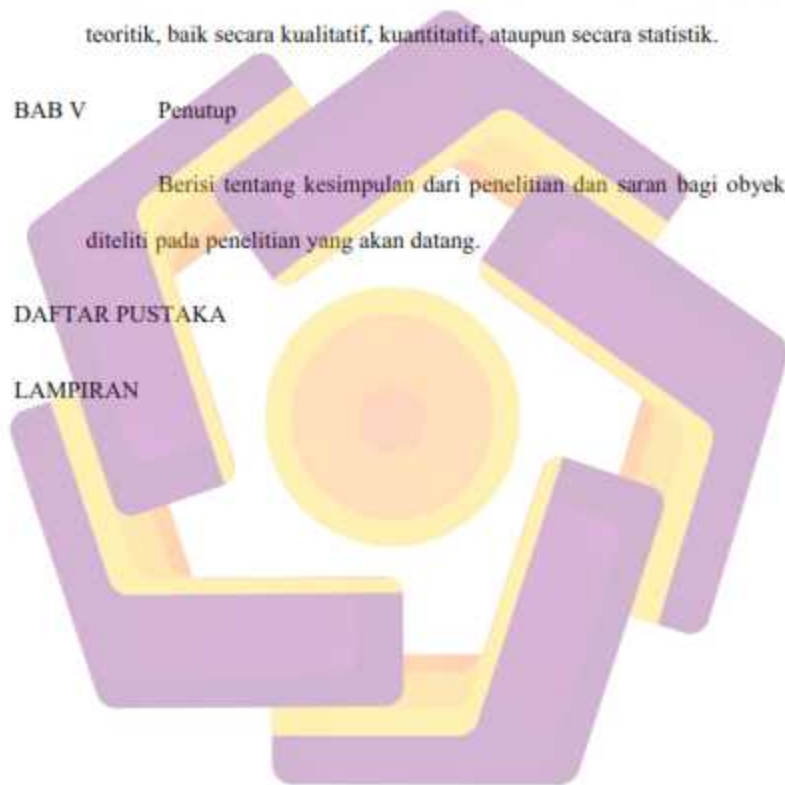 teoritik, baik secara kualitatif, kuantitatif, ataupun secara statistik.
BAB V Penutup
Berisi tentang kesimpulan dari penelitian dan saran bagi obyek
diteliti pada penelitian yang akan datang.
DAFTAR PUSTAKA
LAMPIRAN